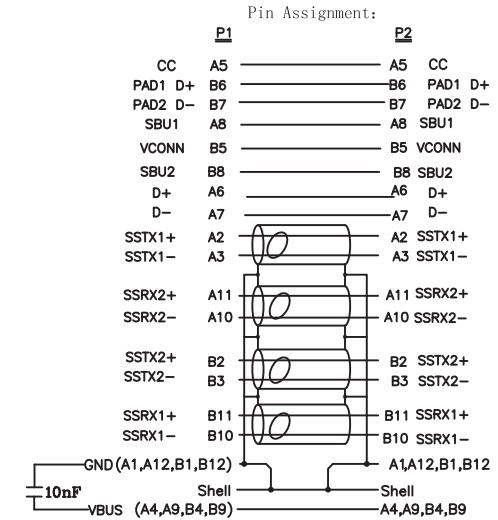 Pin Assignment:
P1 P2
CC A5 A5 CC
PAD1 D+ B6 B6 PAD1 D+
PAD2 D− B7 B7 PAD2 D−
SBU1 A8 A8 SBU1
VCONN B5 B5 VCONN
SBU2 B8 B8 SBU2
D+ A6 A6 D+
D− A7 A7 D−
SSTX1+ A2 A2 SSTX1+
SSTX1− A3 A3 SSTX1−
SSRX2+ A11 A11 SSRX2+
SSRX2− A10 A10 SSRX2−
SSTX2+ B2 B2 SSTX2+
SSTX2− B3 B3 SSTX2−
SSRX1+ B11 B11 SSRX1+
SSRX1− B10 B10 SSRX1−
GND (A1,A12,B1,B12) A1,A12,B1,B12
10nF Shell Shell
VBUS (A4,A9,B4,B9) A4,A9,B4,B9